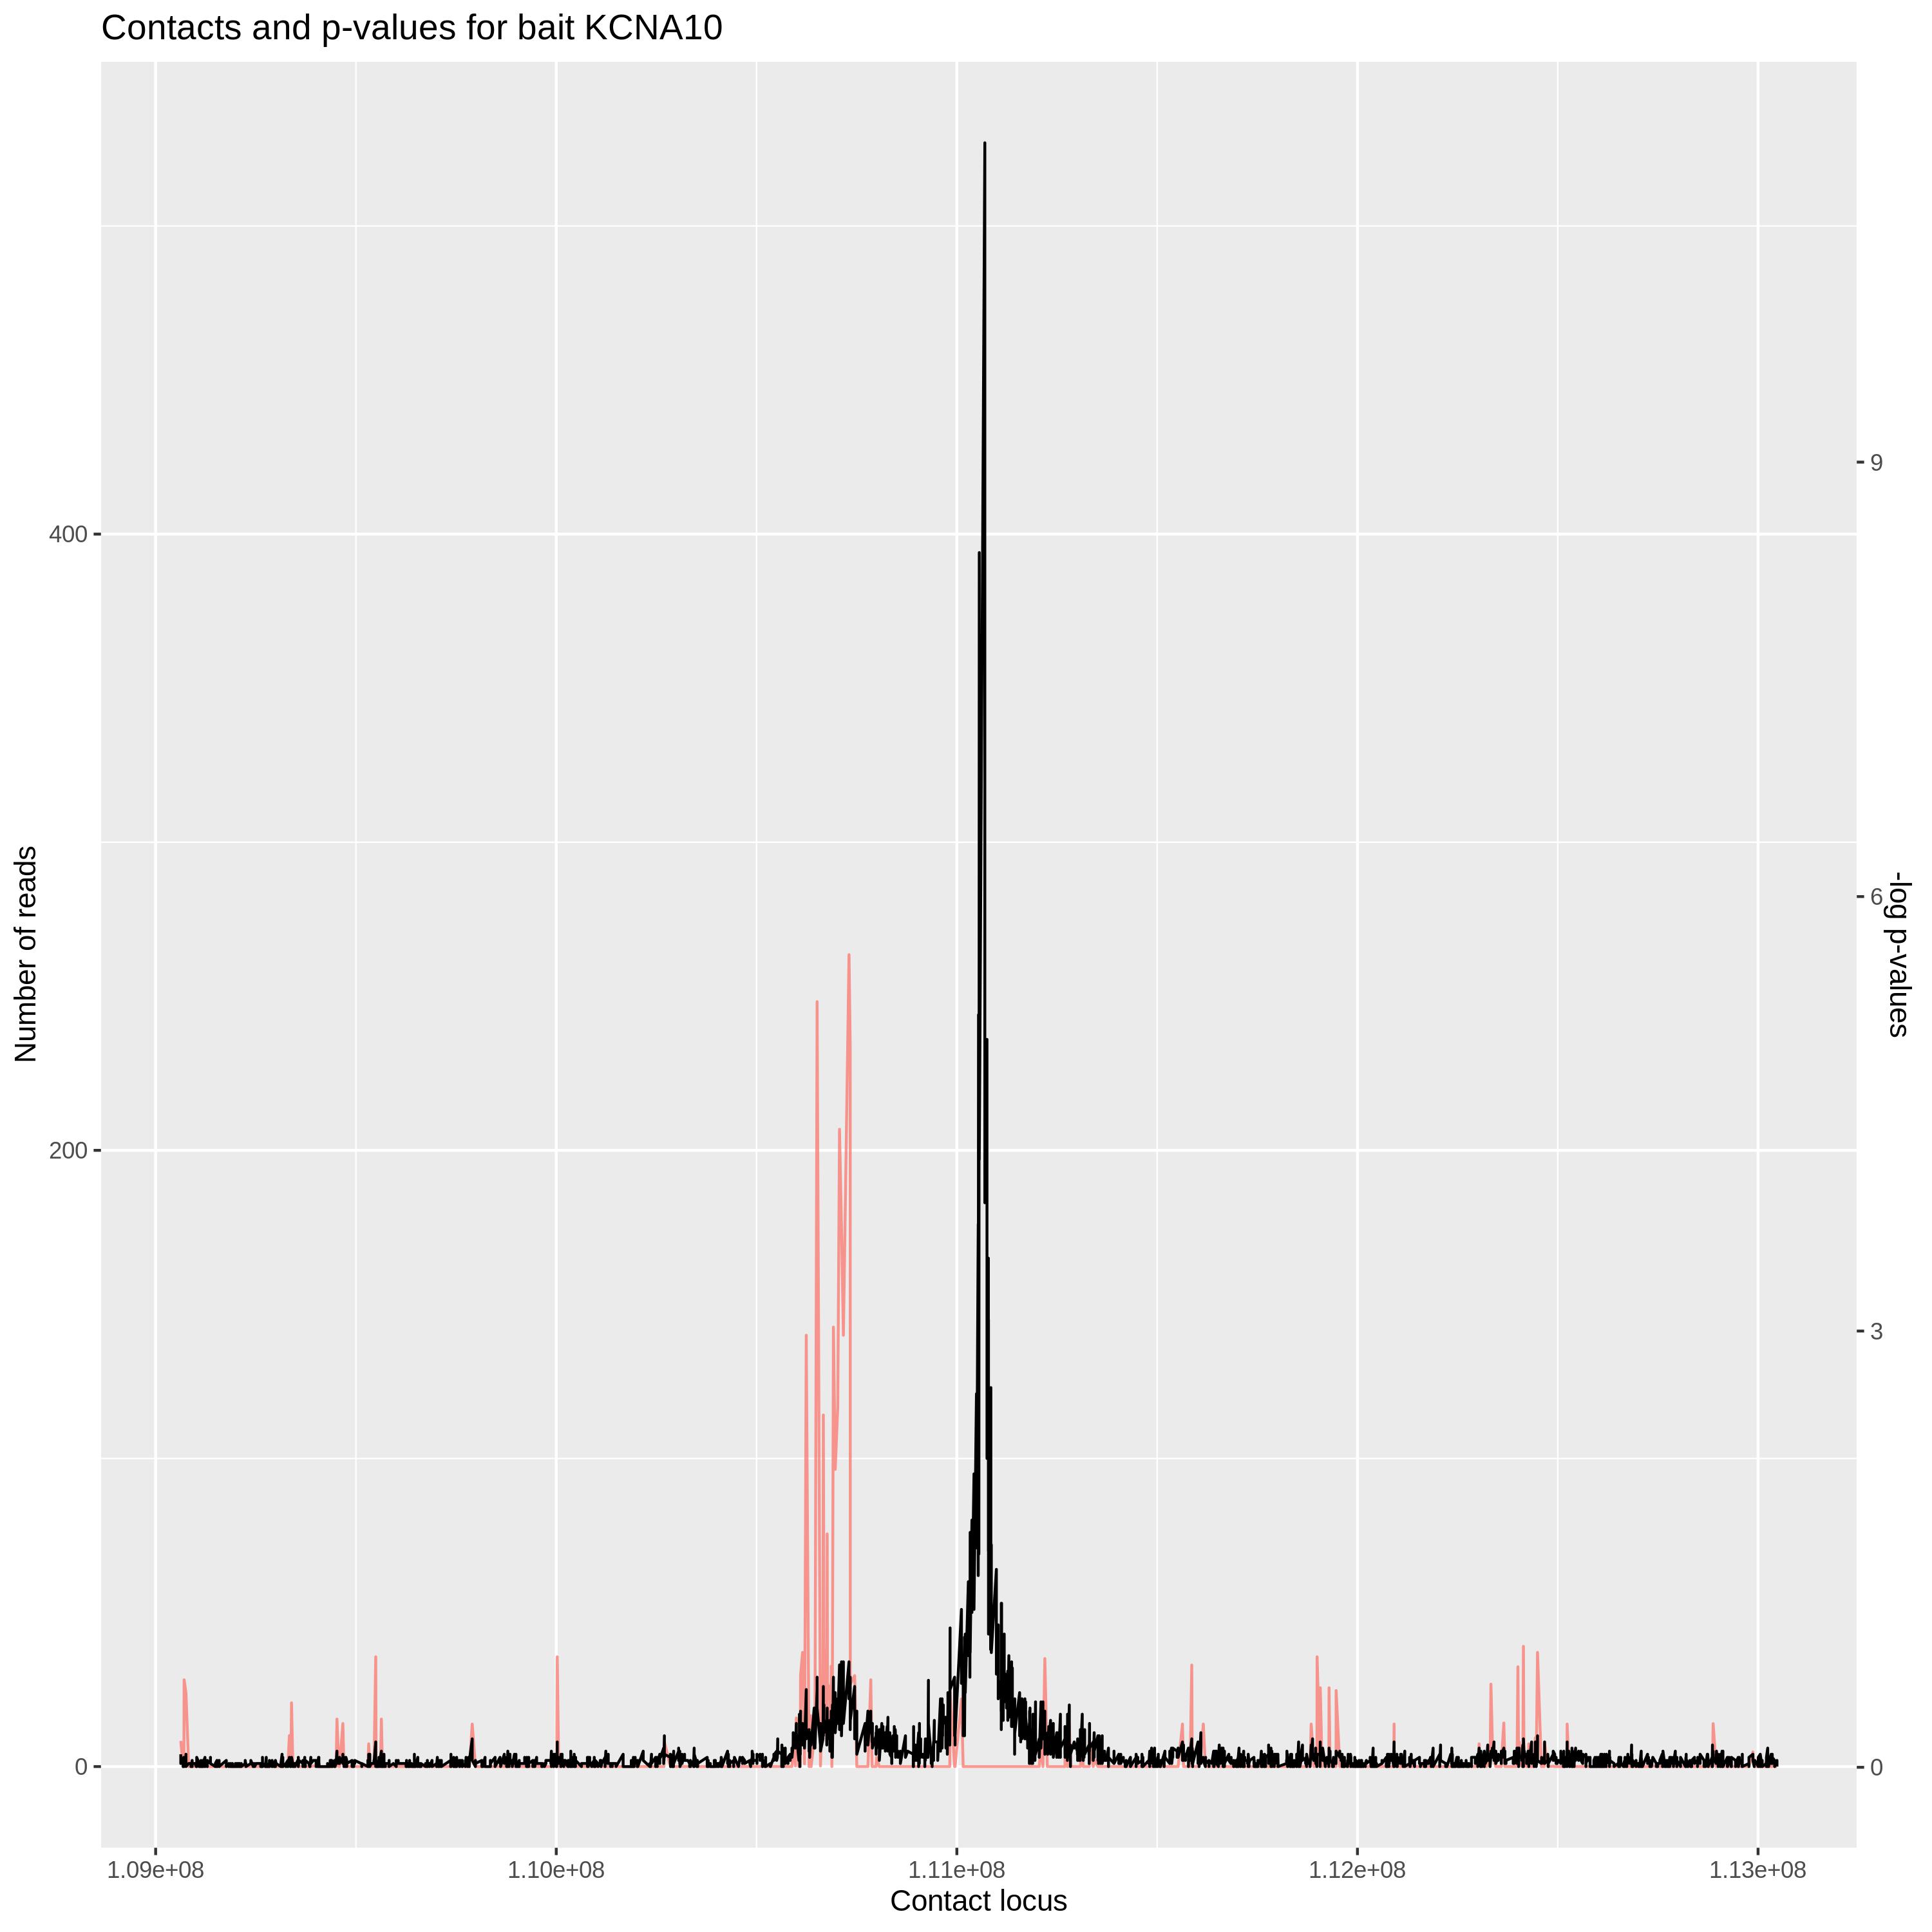 Contacts and p-values for bait KCNA10
Number of reads
400
200
0
9
6
3
0
-log p-values
1.09e+08 1.10e+08 1.11e+08 1.12e+08 1.13e+08
Contact locus